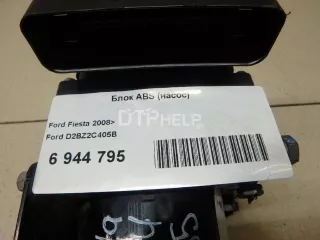 Блок ABS (насос)
Ford Fiesta 2008>
DTPHELP
Ford D2BZ2C405B
6 944 795